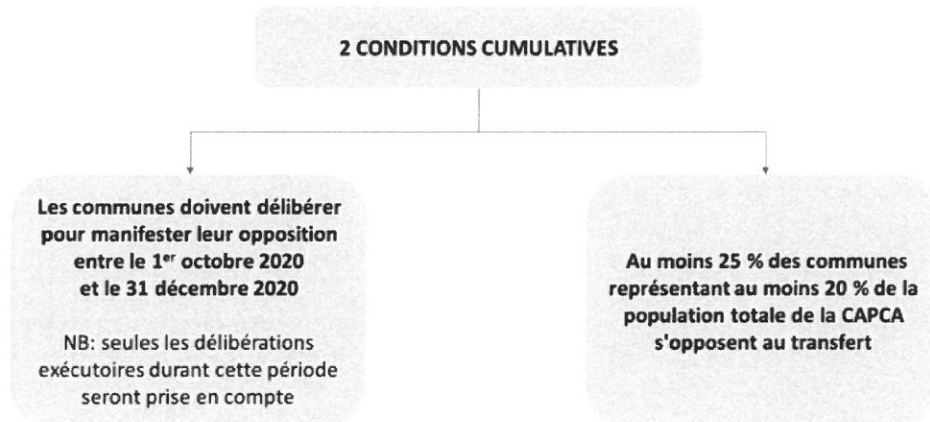 2 CONDITIONS CUMULATIVES
Les communes doivent délibérer
pour manifester leur opposition
entre le 1er octobre 2020
et le 31 décembre 2020
NB: seules les délibérations
exécutoires durant cette période
seront prise en compte
Au moins 25 % des communes
représentant au moins 20 % de la
population totale de la CAPCA
s'opposent au transfert